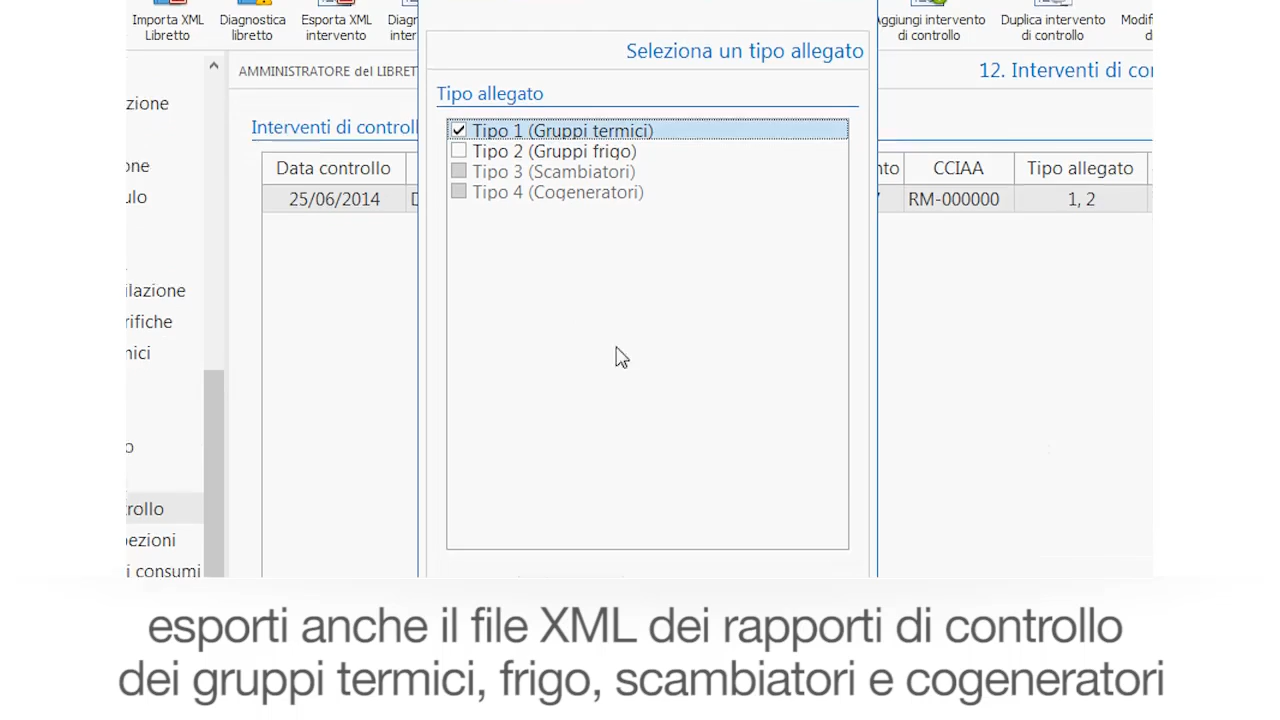 Importa XML Diagnostica Esporta XML Aggiungi intervento Duplica intervento
Libretto libretto intervento di controllo di controllo
Seleziona un tipo allegato
AMMINISTRATORE del LIBRET
12. Interventi di co
Tipo allegato
Interventi di control
Tipo 1 (Gruppi termici)
Tipo 2 (Gruppi frigo)
Tipo 3 (Scambiatori)
Tipo 4 (Cogeneratori)
Data controllo CCIAA Tipo allegato
25/06/2014 RM-000000 1, 2
zione
one
ulo
ilazione
rifiche
nici
o
rollo
pezioni
i consumi
esporti anche il file XML dei rapporti di controllo
dei gruppi termici, frigo, scambiatori e cogeneratori